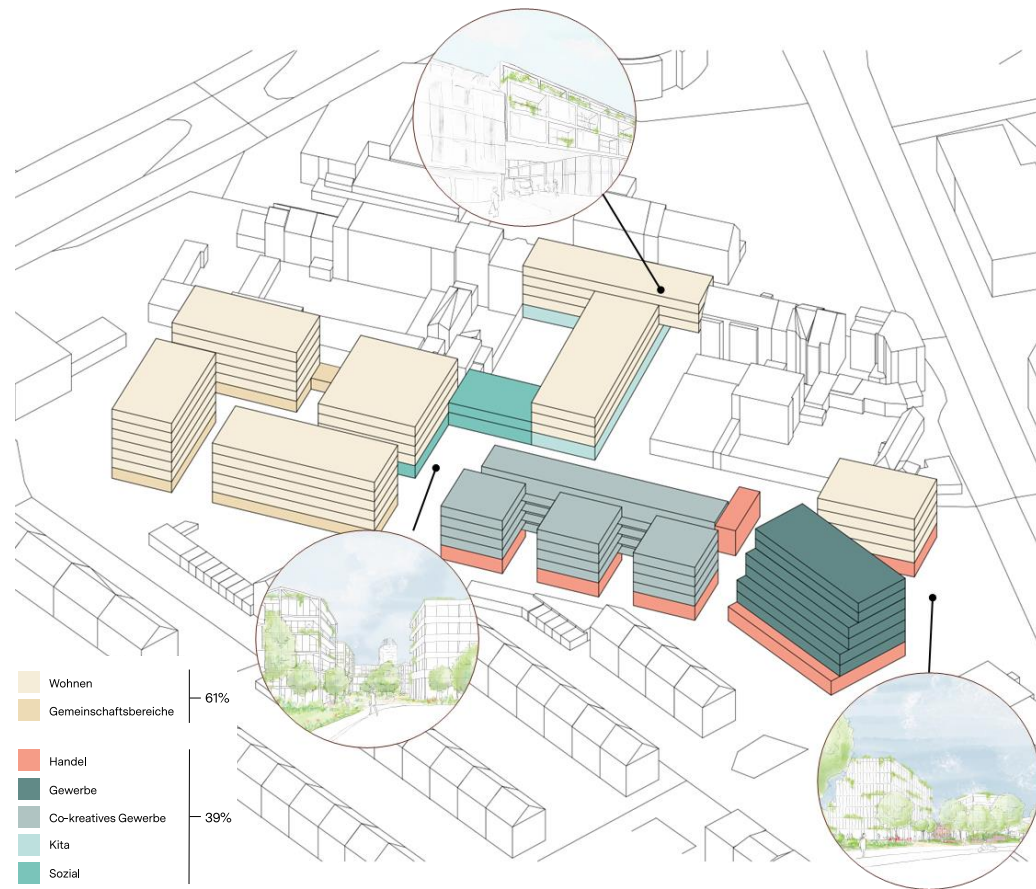 Wohnen
Gemeinschaftsbereiche
61%
Handel
Gewerbe
Co-kreatives Gewerbe
39%
Kita
Sozial